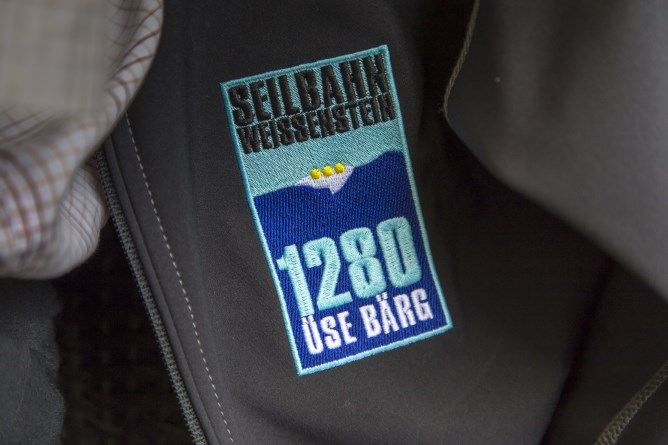 SEILBAHN
WEISSENSTEIN
1280
ÜSE BÄRG